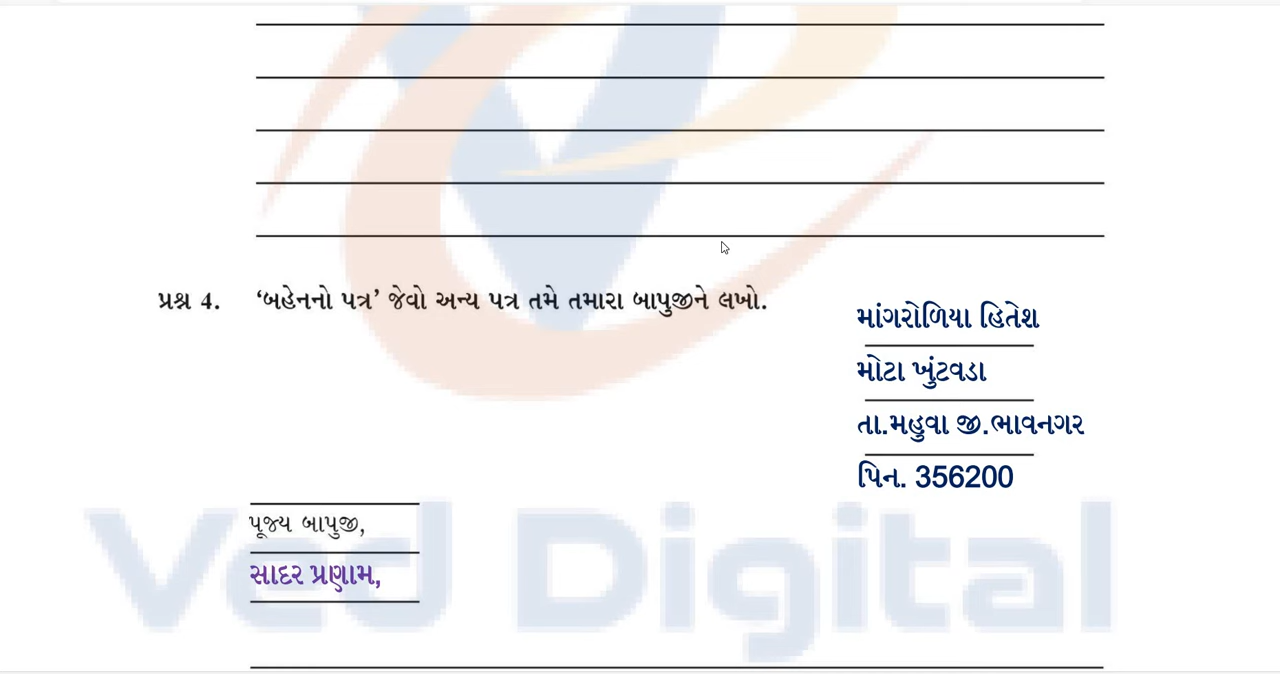 પ્રશ્ન 4. ‘બહેનનો પત્ર’ જેવો અન્ય પત્ર તમે તમારા બાપુજીને લખો.
માંગરોળિયા હિતેશ
મોટા ખુંટવડા
તા.મહુવા જી.ભાવનગર
પિન. 356200
પૂજ્ય બાપુજી,
સાદર પ્રણામ,
Ved Digital